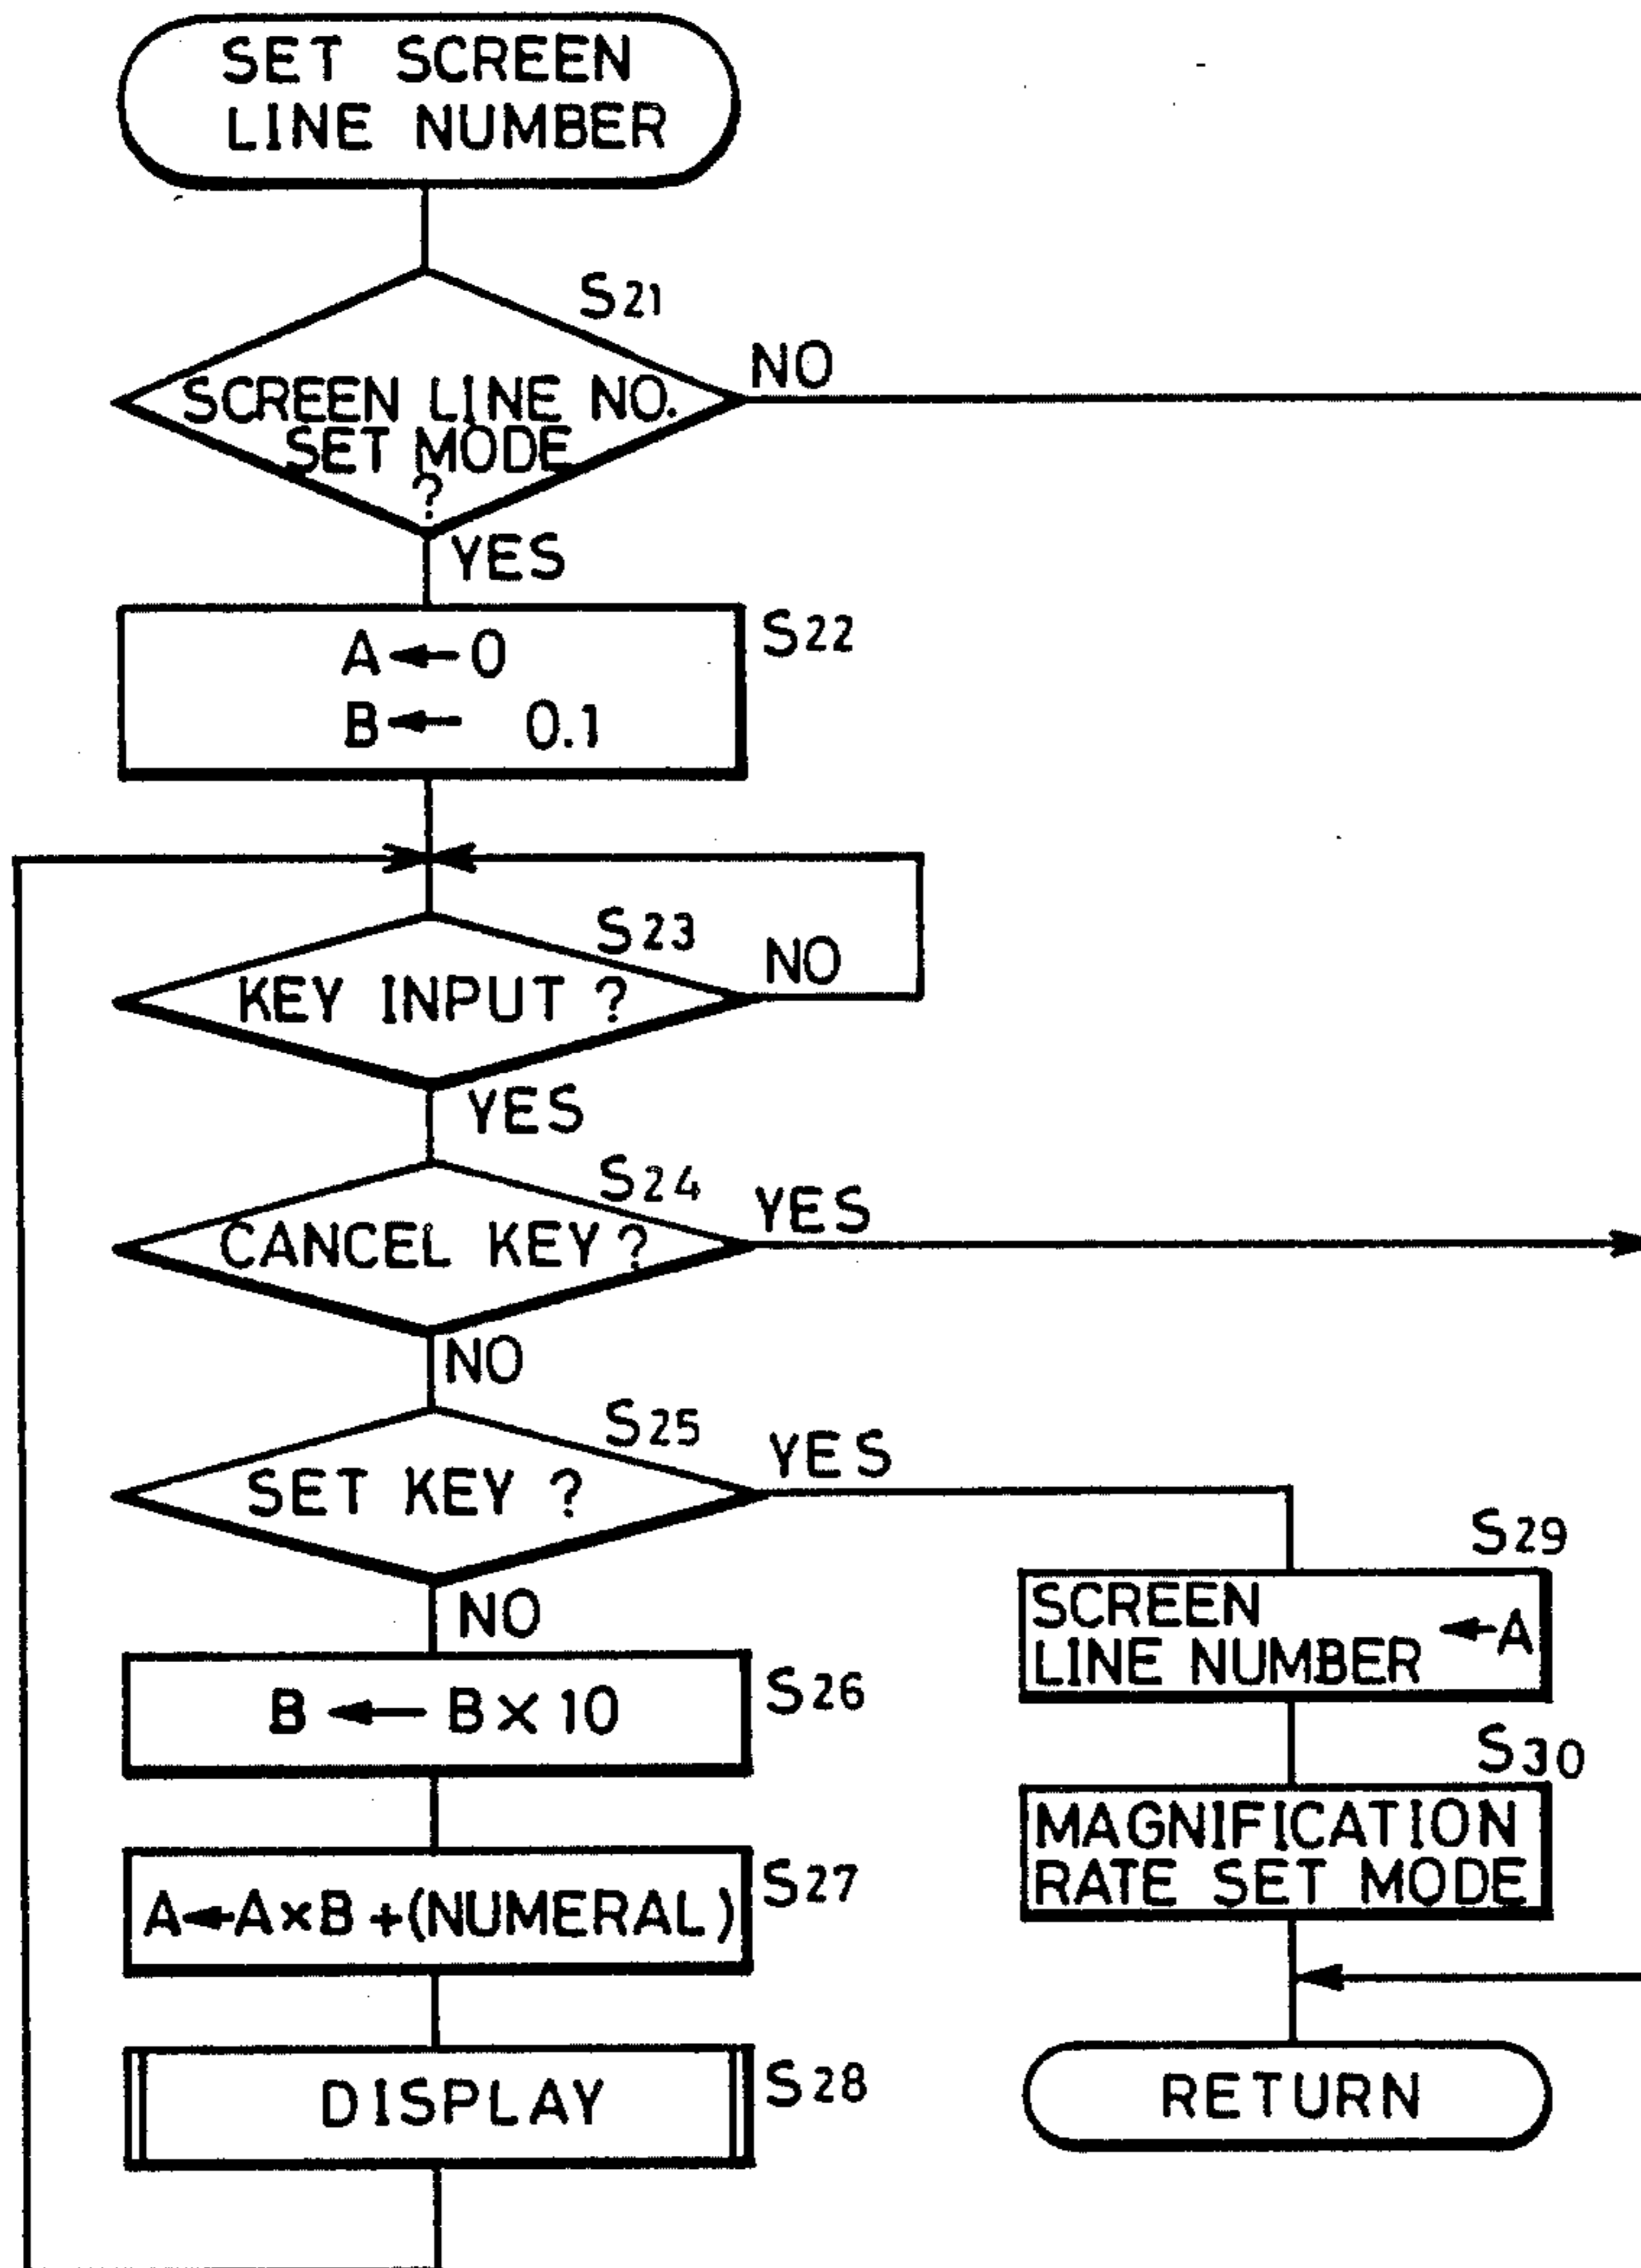 SET SCREEN
LINE NUMBER
S21
SCREEN LINE NO.
SET MODE
?
NO
YES
A←0
B← 0.1
S22
S23
KEY INPUT ?
NO
YES
S24
CANCEL KEY ?
YES
NO
S25
SET KEY ?
YES
NO
B ← B×10
S26
A←A×B+(NUMERAL)
S27
DISPLAY
S28
S29
SCREEN
LINE NUMBER ←A
S30
MAGNIFICATION
RATE SET MODE
RETURN